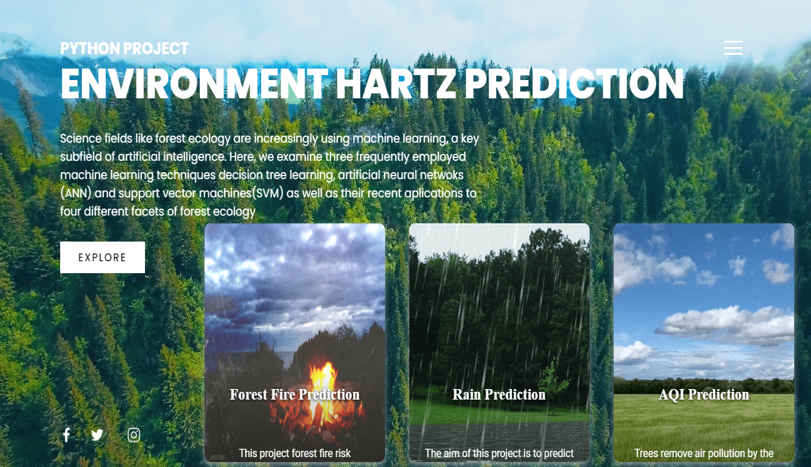 PYTHON PROJECT
ENVIRONMENT HARTZ PREDICTION
Science fields like forest ecology are increasingly using machine learning, a key
subfield of artificial intelligence. Here, we examine three frequently employed
machine learning techniques decision tree learning, artificial neural netwoks
(ANN) and support vector machines(SVM) as well as their recent aplications to
four different facets of forest ecology
EXPLORE
Forest Fire Prediction
This project forest fire risk
Rain Prediction
The aim of this project is to predict
AQI Prediction
Trees remove air pollution by the